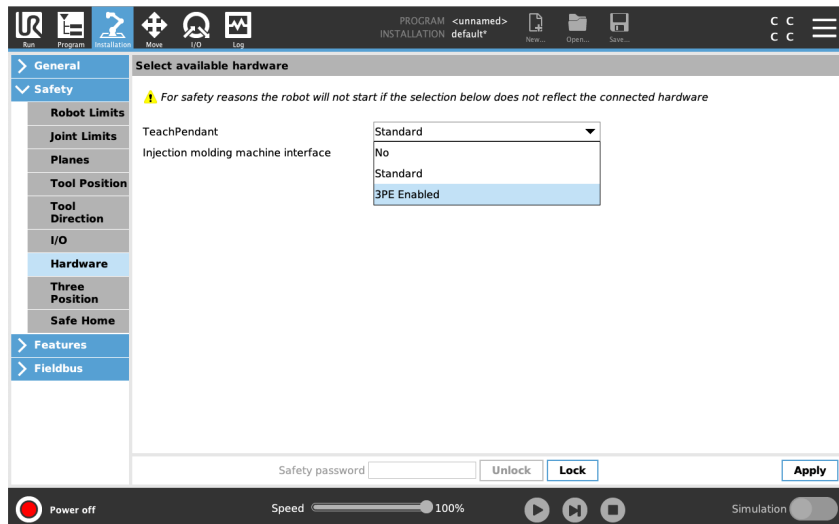 UR
Run
Program
Installation
Move
I/O
Log
PROGRAM <unnamed>
INSTALLATION default*
New...
Open...
Save...
C C
C C
General
Safety
Robot Limits
Joint Limits
Planes
Tool Position
Tool
Direction
I/O
Hardware
Three
Position
Safe Home
Features
Fieldbus
Select available hardware
For safety reasons the robot will not start if the selection below does not reflect the connected hardware
TeachPendant
Standard
Injection molding machine interface
No
Standard
3PE Enabled
Safety password
Unlock
Lock
Apply
Power off
Speed
100%
Simulation